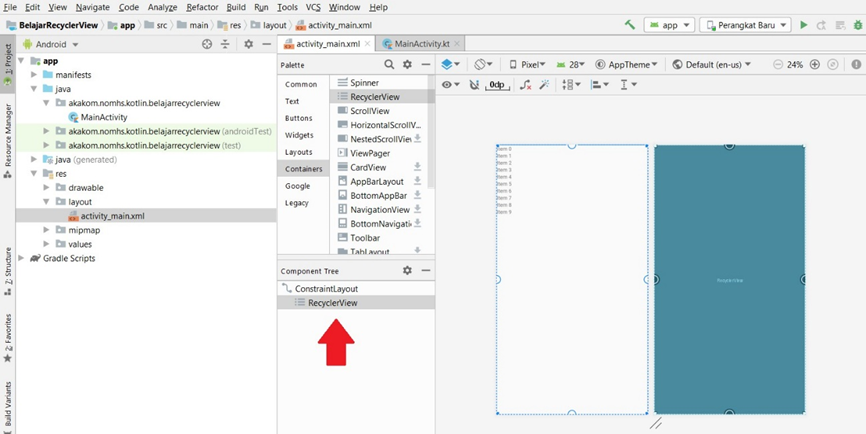 File Edit View Navigate Code Analyze Refactor Build Run Tools VCS Window Help
BelajarRecyclerView app src main res layout activity_main.xml
app Perangkat Baru
1: Project
Resource Manager
7: Structure
2: Favorites
Build Variants
Android
app
manifests
java
akakom.nomhs.kotlin.belajarrecyclerview
MainActivity
akakom.nomhs.kotlin.belajarrecyclerview (androidTest)
akakom.nomhs.kotlin.belajarrecyclerview (test)
java (generated)
res
drawable
layout
activity_main.xml
mipmap
values
Gradle Scripts
activity_main.xml MainActivity.kt
Palette
Common
Text
Buttons
Widgets
Layouts
Containers
Google
Legacy
Spinner
RecyclerView
ScrollView
HorizontalScrollV...
NestedScrollView
ViewPager
CardView
AppBarLayout
BottomAppBar
NavigationView
BottomNavigati
Toolbar
TabLayout
Component Tree
ConstraintLayout
RecyclerView
Pixel 28 AppTheme Default (en-us) 24%
0dp
Item 0
Item 1
Item 2
Item 3
Item 4
Item 5
Item 6
Item 7
Item 8
Item 9
RecyclerView